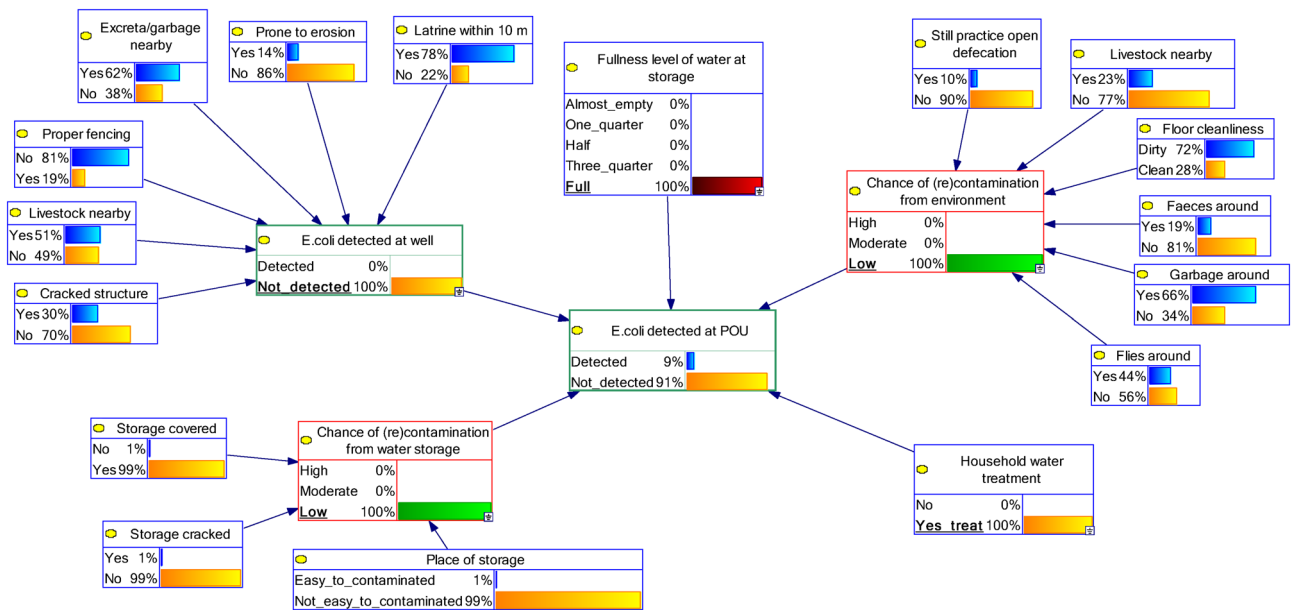 Excreta/garbage
nearby
Yes 62%
No 38%
Prone to erosion
Yes 14%
No 86%
Latrine within 10 m
Yes 78%
No 22%
Proper fencing
No 81%
Yes 19%
Livestock nearby
Yes 51%
No 49%
Cracked structure
Yes 30%
No 70%
E.coli detected at well
Detected 0%
Not_detected 100%
Fullness level of water at
storage
Almost_empty 0%
One_quarter 0%
Half 0%
Three_quarter 0%
Full 100%
Still practice open
defecation
Yes 10%
No 90%
Livestock nearby
Yes 23%
No 77%
Floor cleanliness
Dirty 72%
Clean 28%
Chance of (re)contamination
from environment
High 0%
Moderate 0%
Low 100%
Faeces around
Yes 19%
No 81%
Garbage around
Yes 66%
No 34%
Flies around
Yes 44%
No 56%
E.coli detected at POU
Detected 9%
Not_detected 91%
Storage covered
No 1%
Yes 99%
Chance of (re)contamination
from water storage
High 0%
Moderate 0%
Low 100%
Storage cracked
Yes 1%
No 99%
Place of storage
Easy_to_contaminated 1%
Not_easy_to_contaminated 99%
Household water
treatment
No 0%
Yes_treat 100%